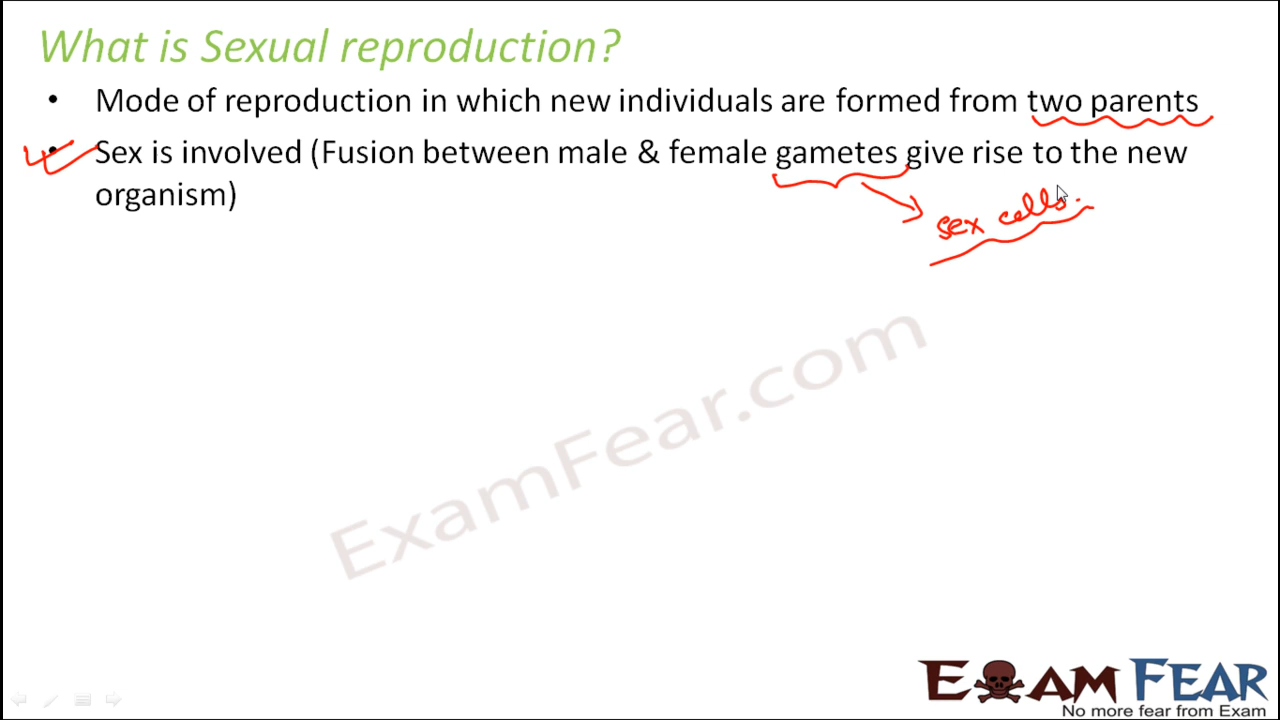 What is Sexual reproduction?
• Mode of reproduction in which new individuals are formed from two parents
• Sex is involved (Fusion between male & female gametes give rise to the new
organism)
sex cells.
ExamFear.com
EXAM FEAR
No more fear from Exam